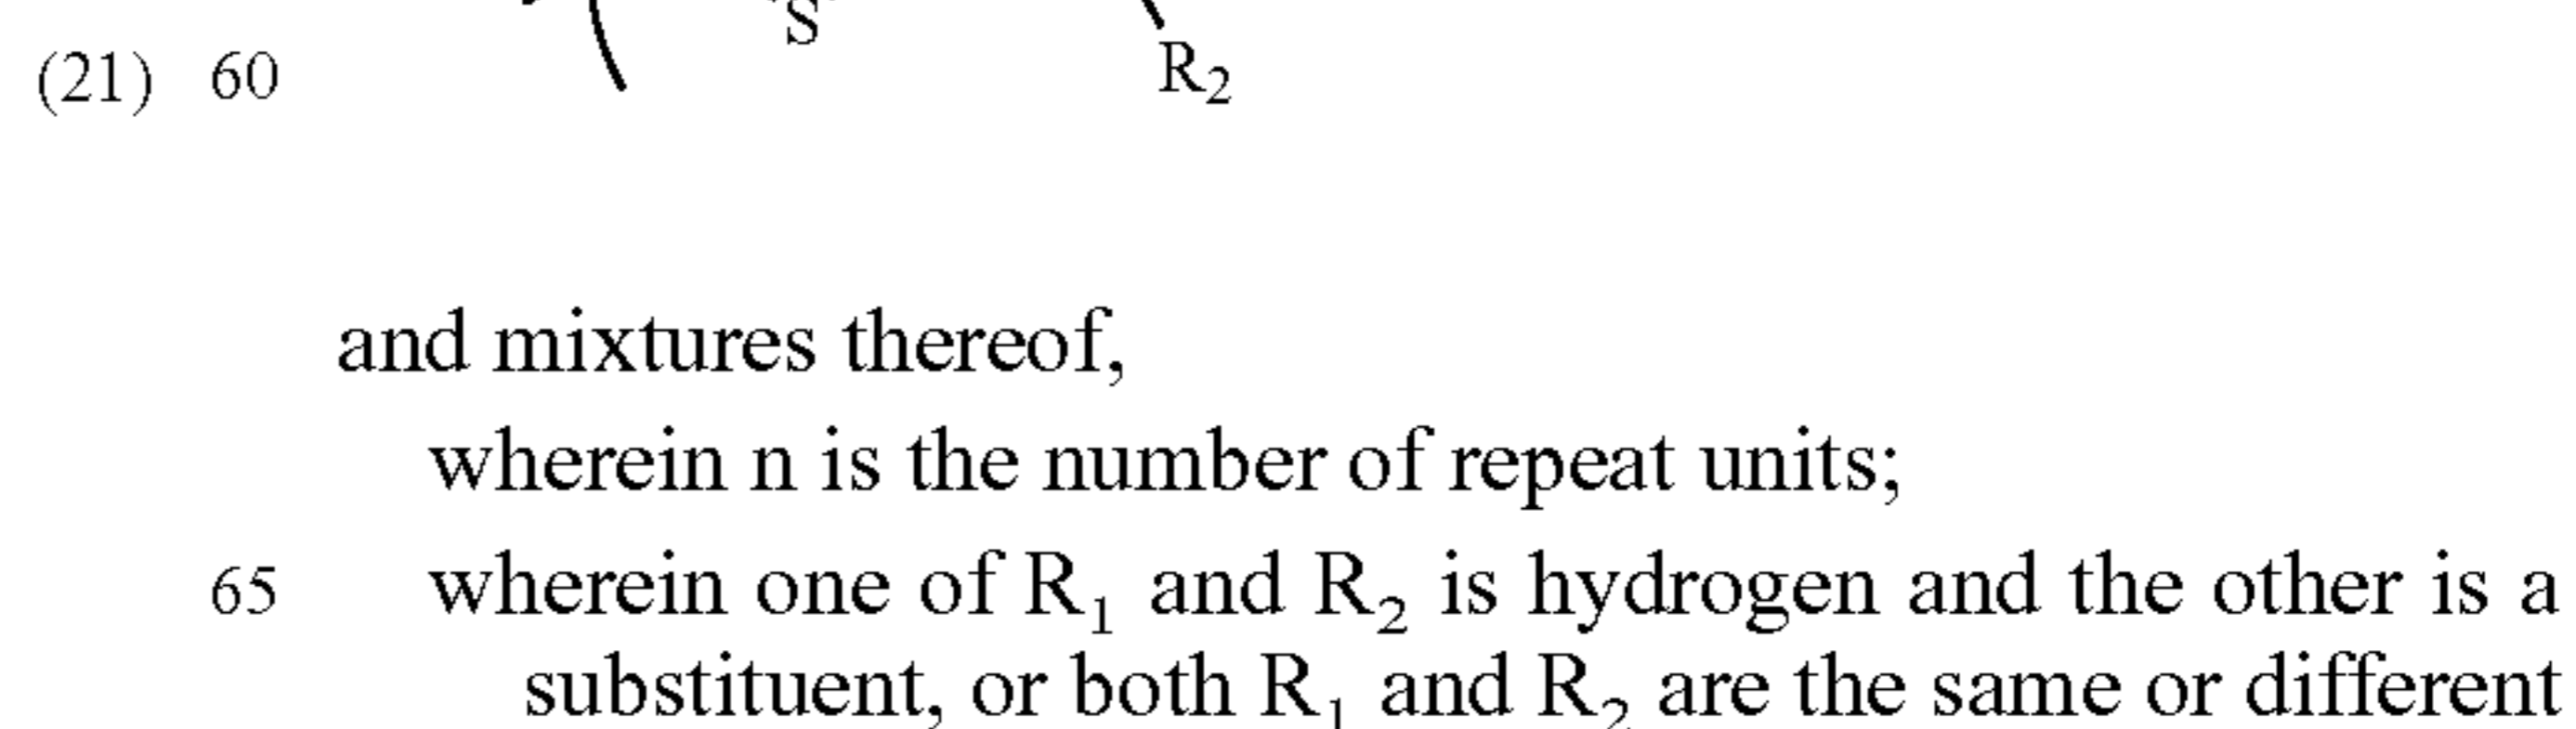 S
(21) 60 R₂
and mixtures thereof,
wherein n is the number of repeat units;
65 wherein one of R₁ and R₂ is hydrogen and the other is a
substituent, or both R₁ and R₂ are the same or different